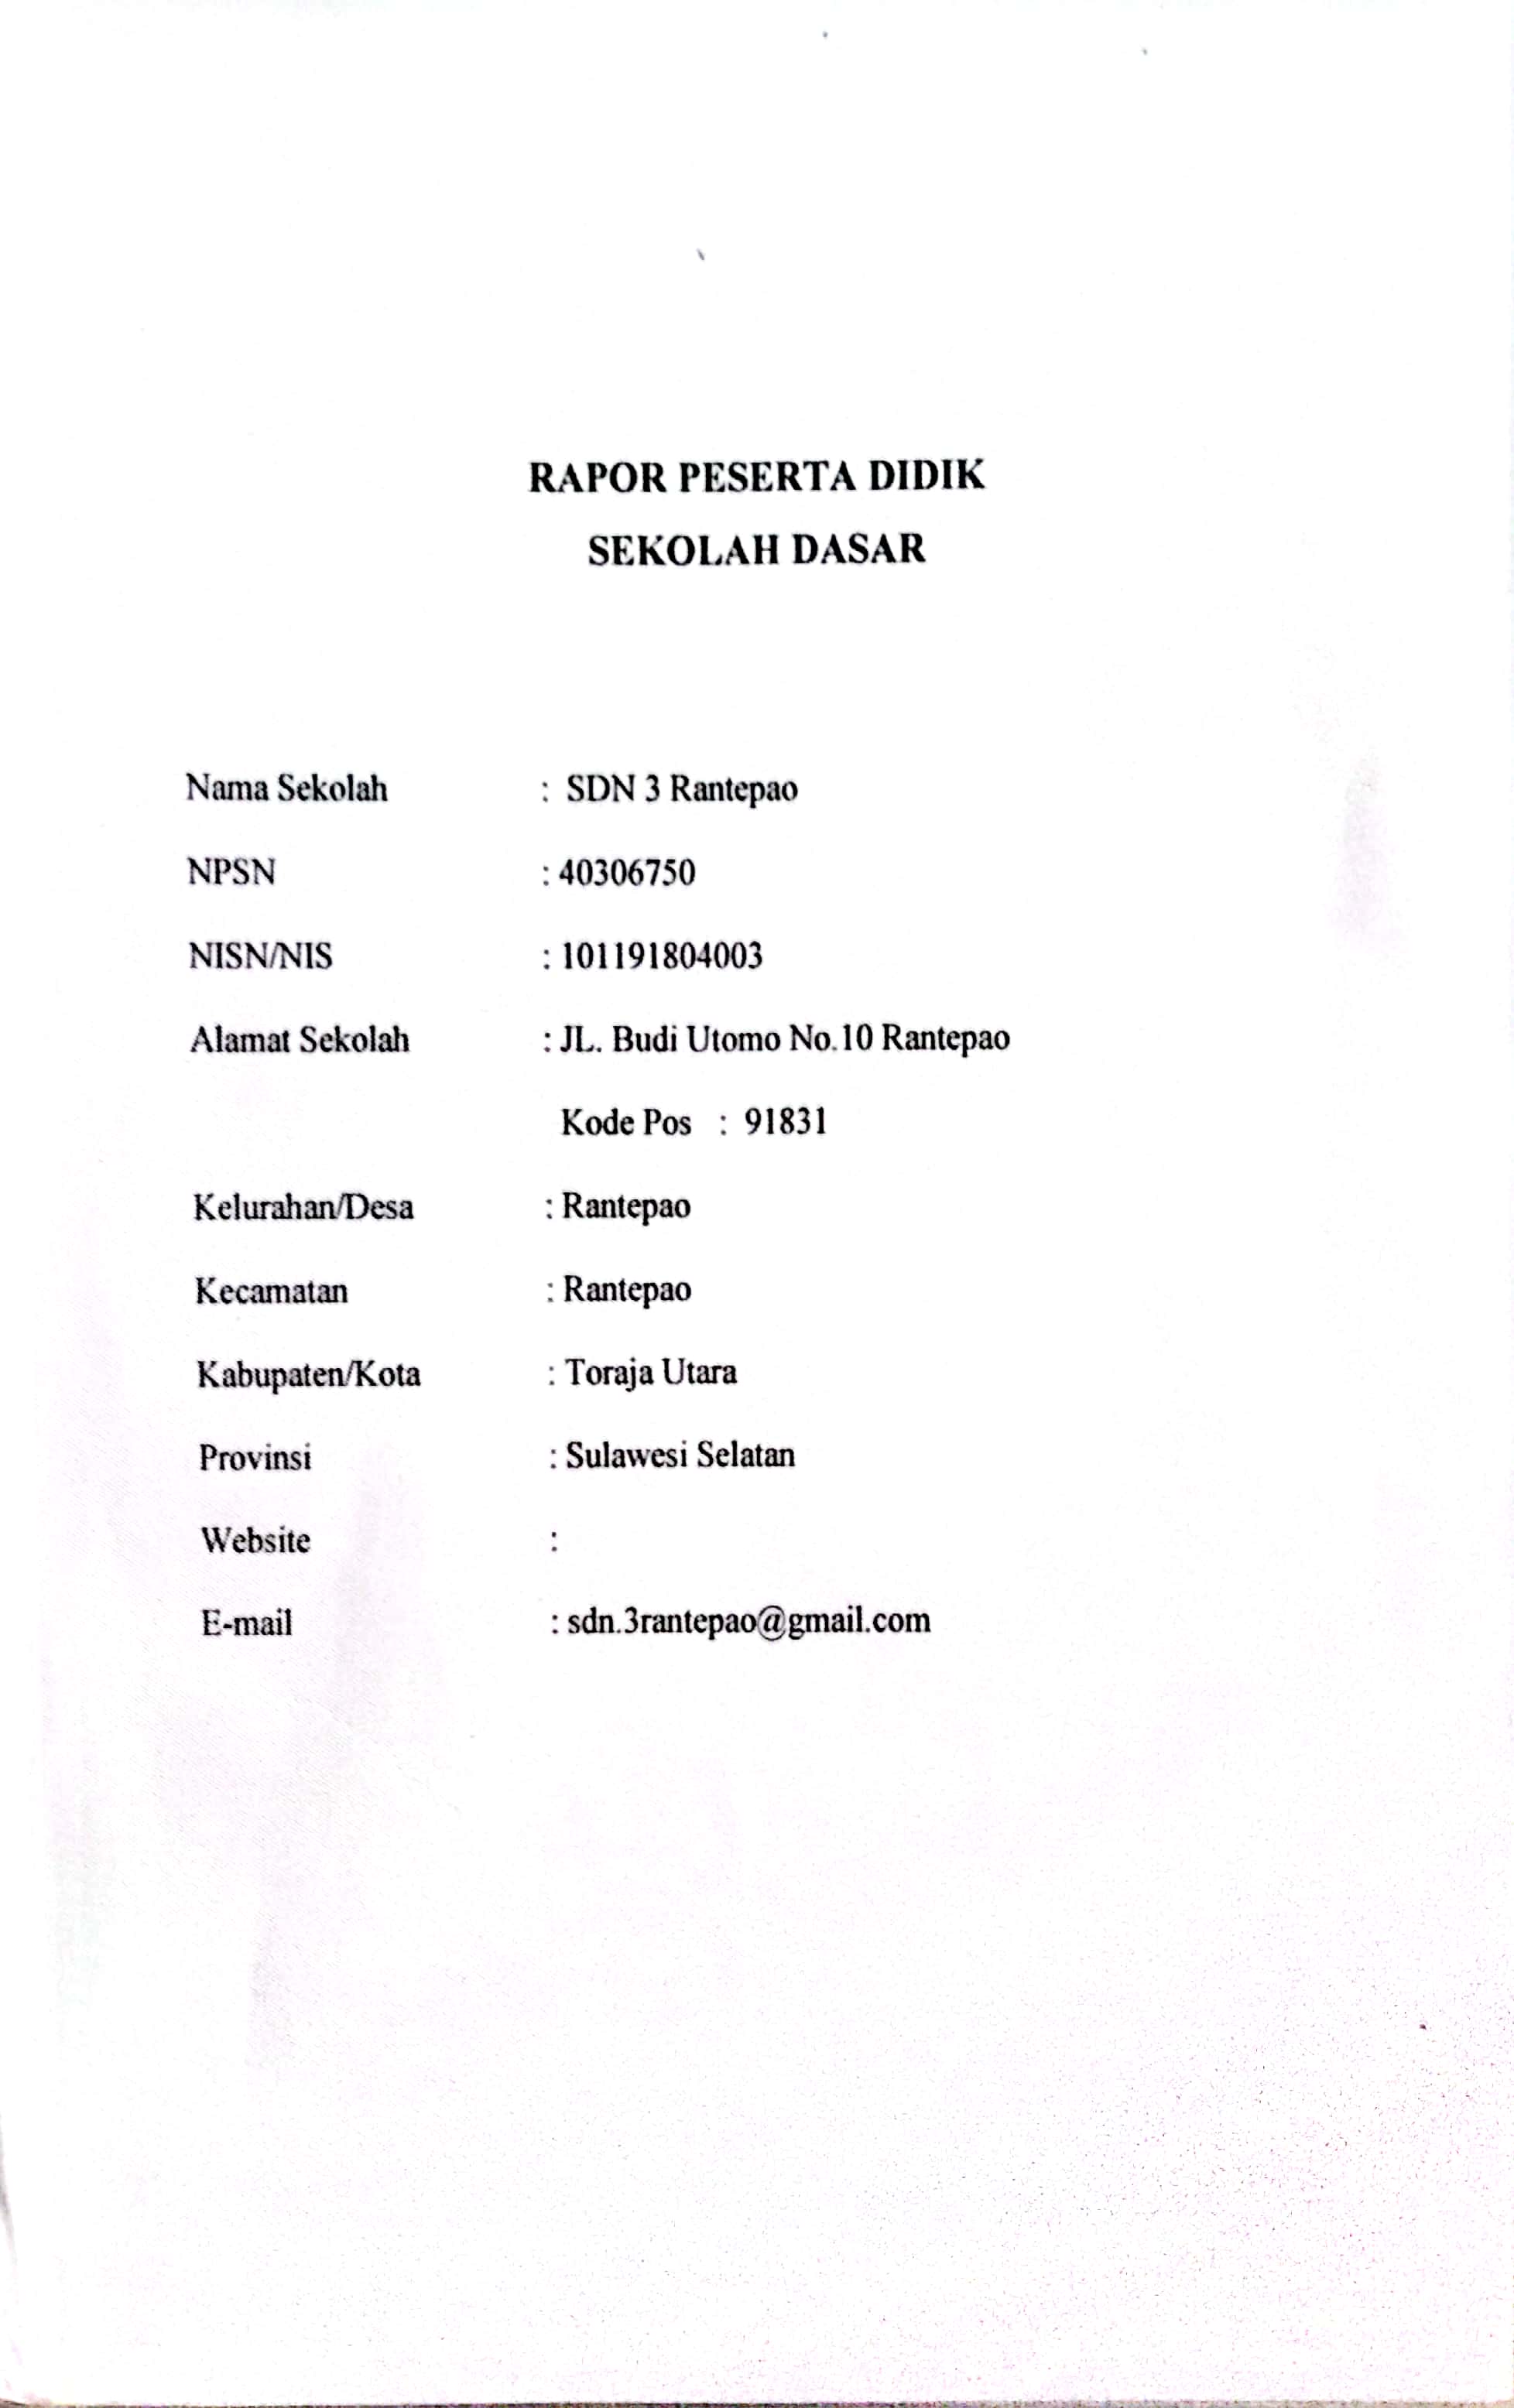 RAPOR PESERTA DIDIK
SEKOLAH DASAR
Nama Sekolah : SDN 3 Rantepao
NPSN : 40306750
NISN/NIS : 101191804003
Alamat Sekolah : JL. Budi Utomo No.10 Rantepao
Kode Pos : 91831
Kelurahan/Desa : Rantepao
Kecamatan : Rantepao
Kabupaten/Kota : Toraja Utara
Provinsi : Sulawesi Selatan
Website :
E-mail : sdn.3rantepao@gmail.com